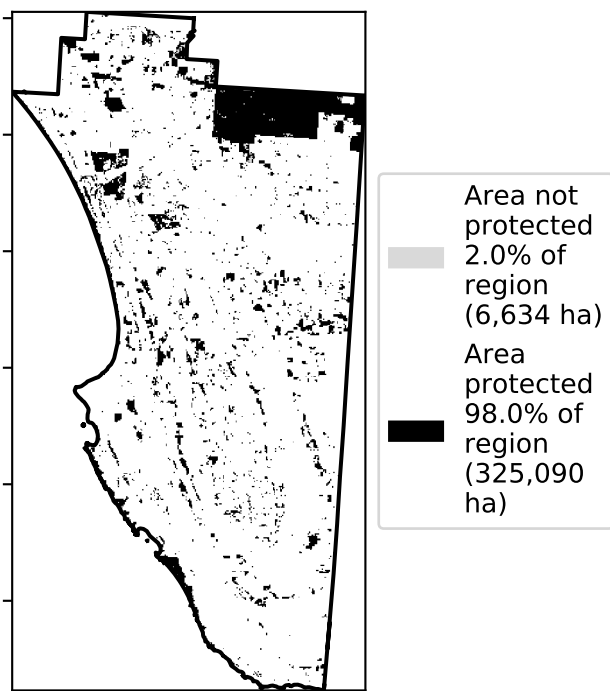 Area not
protected
2.0% of
region
(6,634 ha)
Area
protected
98.0% of
region
(325,090
ha)